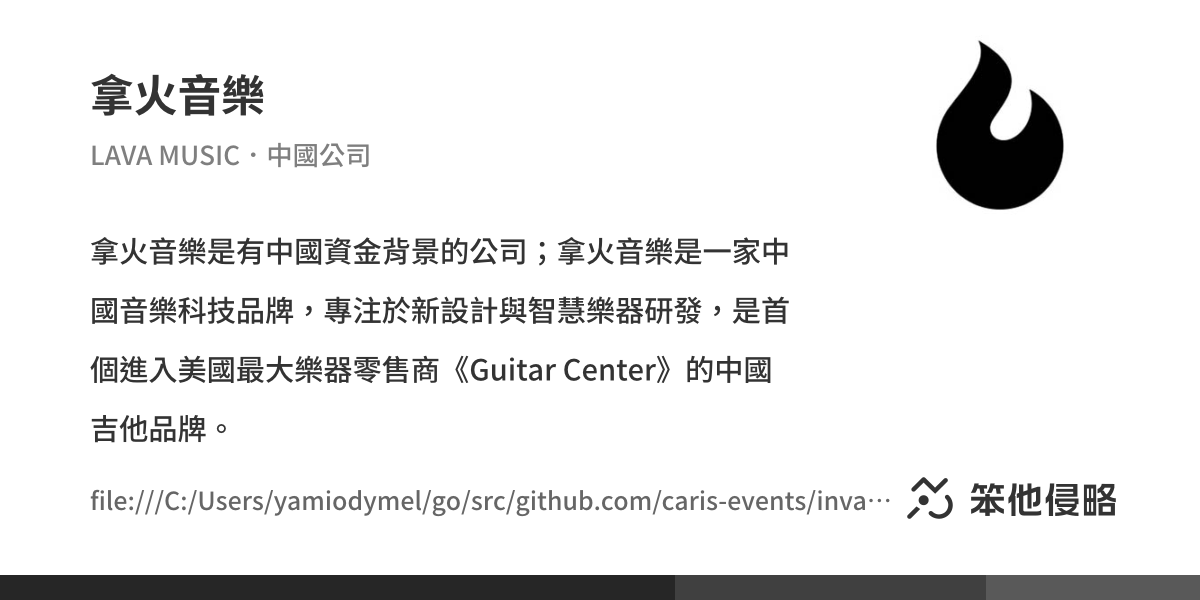 拿火音樂
LAVA MUSIC・中國公司
拿火音樂是有中國資金背景的公司；拿火音樂是一家中
國音樂科技品牌，專注於新設計與智慧樂器研發，是首
個進入美國最大樂器零售商《Guitar Center》的中國
吉他品牌。
file:///C:/Users/yamiodymel/go/src/github.com/caris-events/inva…
笨他侵略